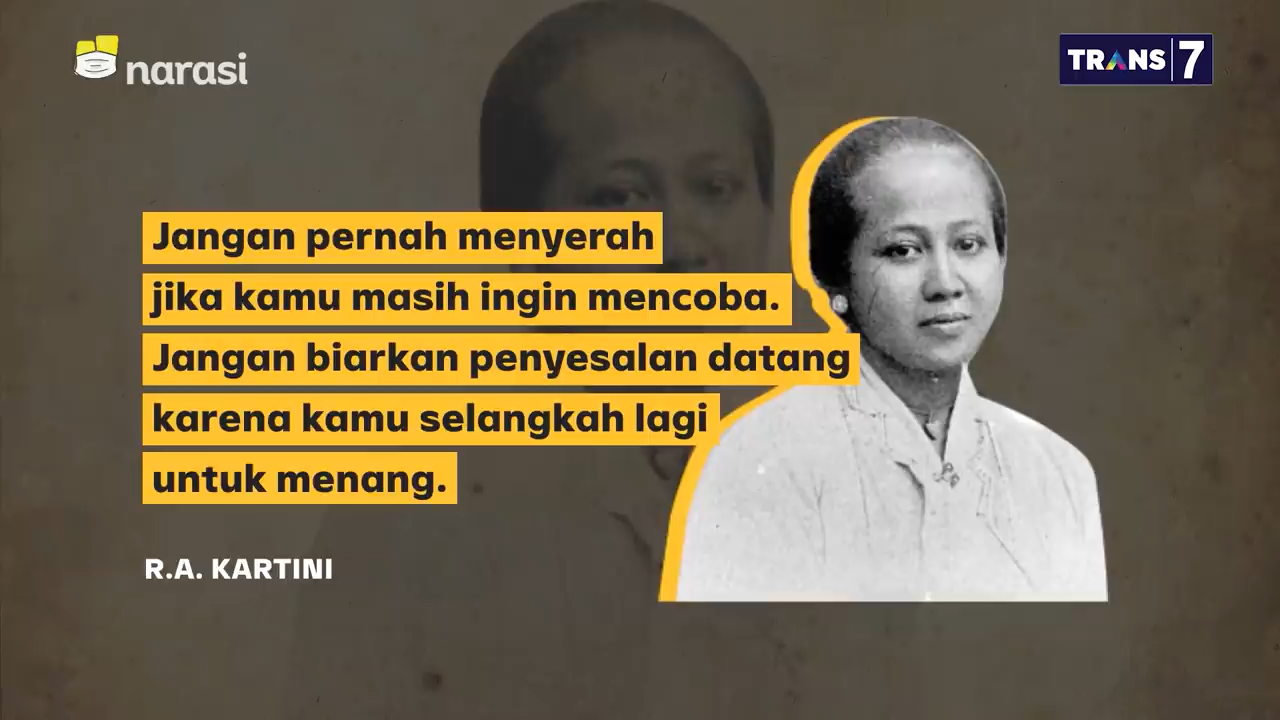 narasi
TRANS 7
Jangan pernah menyerah
jika kamu masih ingin mencoba.
Jangan biarkan penyesalan datang
karena kamu selangkah lagi
untuk menang.
R.A. KARTINI